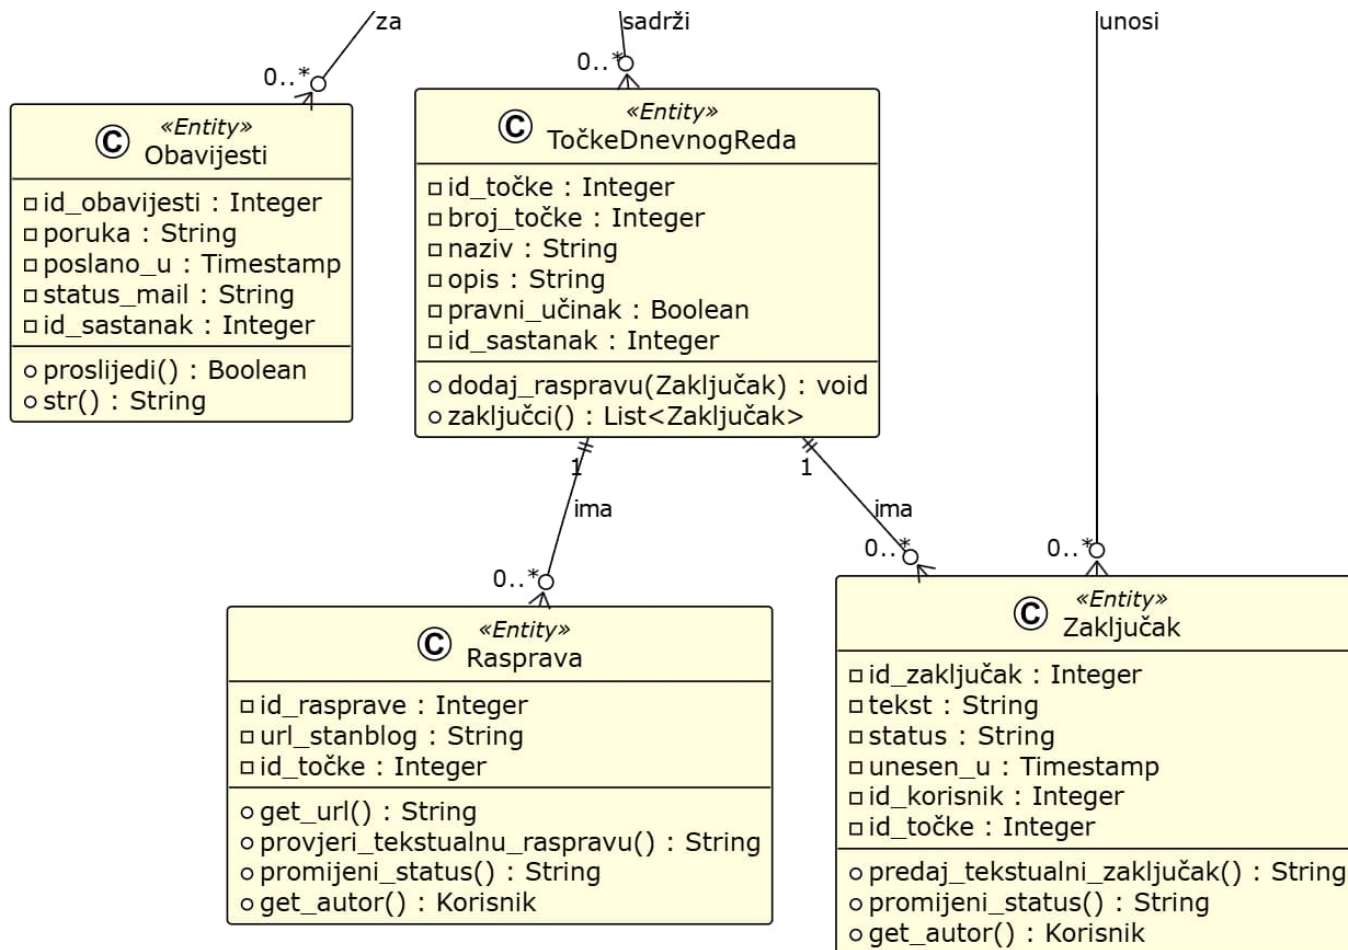 za
sadrži
unosi
0..*
0..*
«Entity»
C
Obavijesti
id_obavijesti : Integer
poruka : String
poslano_u : Timestamp
status_mail : String
id_sastanak : Integer
proslijedi() : Boolean
str() : String
«Entity»
C
TočkeDnevnogReda
id_točke : Integer
broj_točke : Integer
naziv : String
opis : String
pravni_učinak : Boolean
id_sastanak : Integer
dodaj_raspravu(Zaključak) : void
zaključci() : List<Zaključak>
1
1
ima
ima
0..*
0..*
0..*
«Entity»
C
Rasprava
id_rasprave : Integer
url_stanblog : String
id_točke : Integer
get_url() : String
provjeri_tekstualnu_raspravu() : String
promijeni_status() : String
get_autor() : Korisnik
«Entity»
C
Zaključak
id_zaključak : Integer
tekst : String
status : String
unesen_u : Timestamp
id_korisnik : Integer
id_točke : Integer
predaj_tekstualni_zaključak() : String
promijeni_status() : String
get_autor() : Korisnik